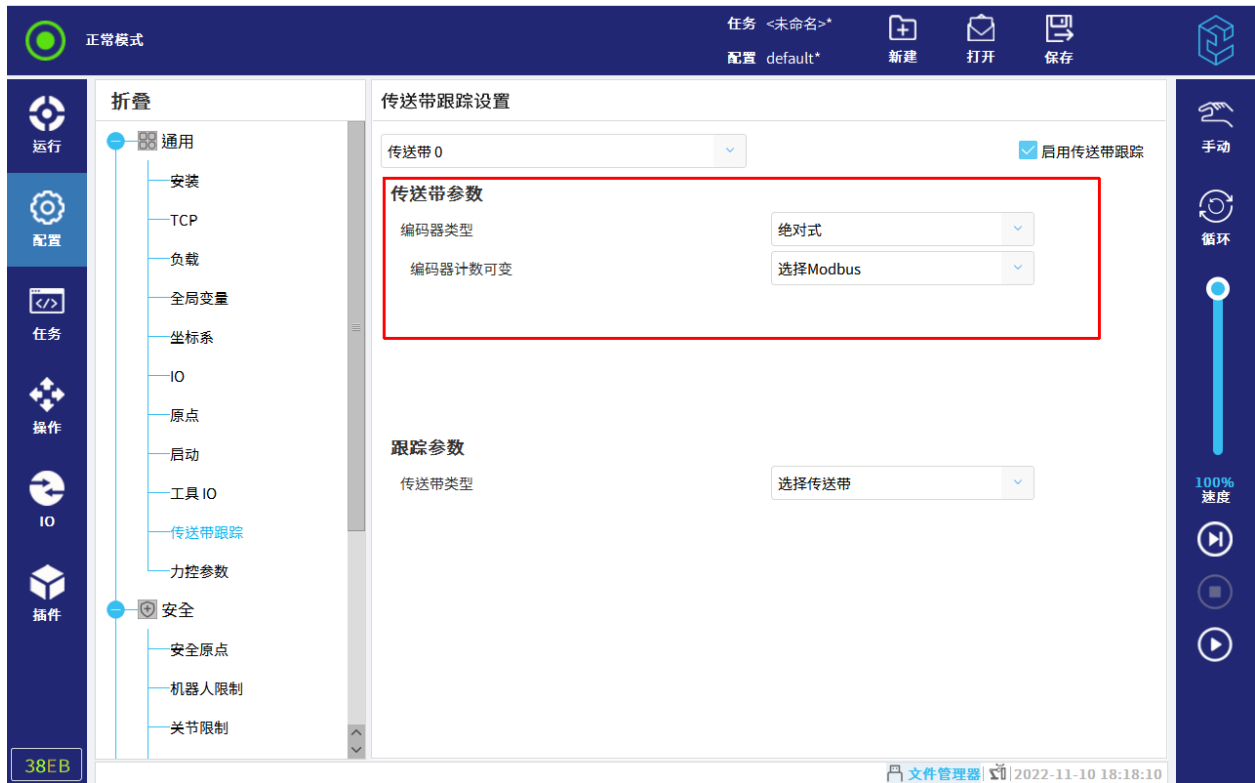 正常模式
任务 <未命名>*
配置 default*
新建
打开
保存
运行
配置
任务
操作
IO
插件
38EB
折叠
通用
安装
TCP
负载
全局变量
坐标系
IO
原点
启动
工具 IO
传送带跟踪
力控参数
安全
安全原点
机器人限制
关节限制
传送带跟踪设置
传送带 0
启用传送带跟踪
传送带参数
编码器类型 绝对式
编码器计数可变 选择Modbus
跟踪参数
传送带类型 选择传送带
手动
循环
100%
速度
文件管理器 2022-11-10 18:18:10